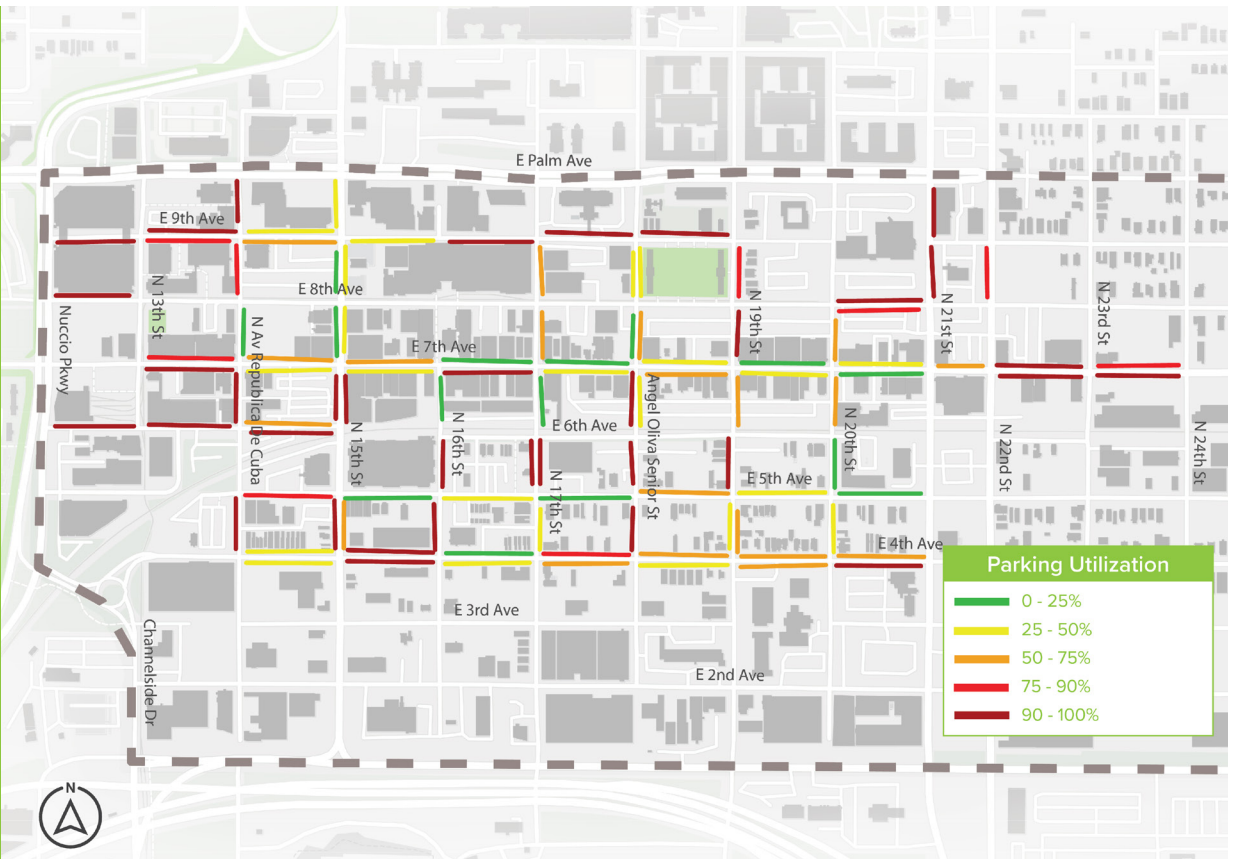 E Palm Ave
E 9th Ave
E 8th Ave
N 13th St
N 19th St
N 23rd St
N 21st St
Nuccio Pkwy
N Av Republica De Cuba
E 7th Ave
Angel Oliva Senior St
E 6th Ave
N 15th St
N 16th St
N 20th St
N 22nd St
N 24th St
N 17th St
E 5th Ave
E 4th Ave
E 3rd Ave
E 2nd Ave
Channelside Dr
Parking Utilization
0 - 25%
25 - 50%
50 - 75%
75 - 90%
90 - 100%
N